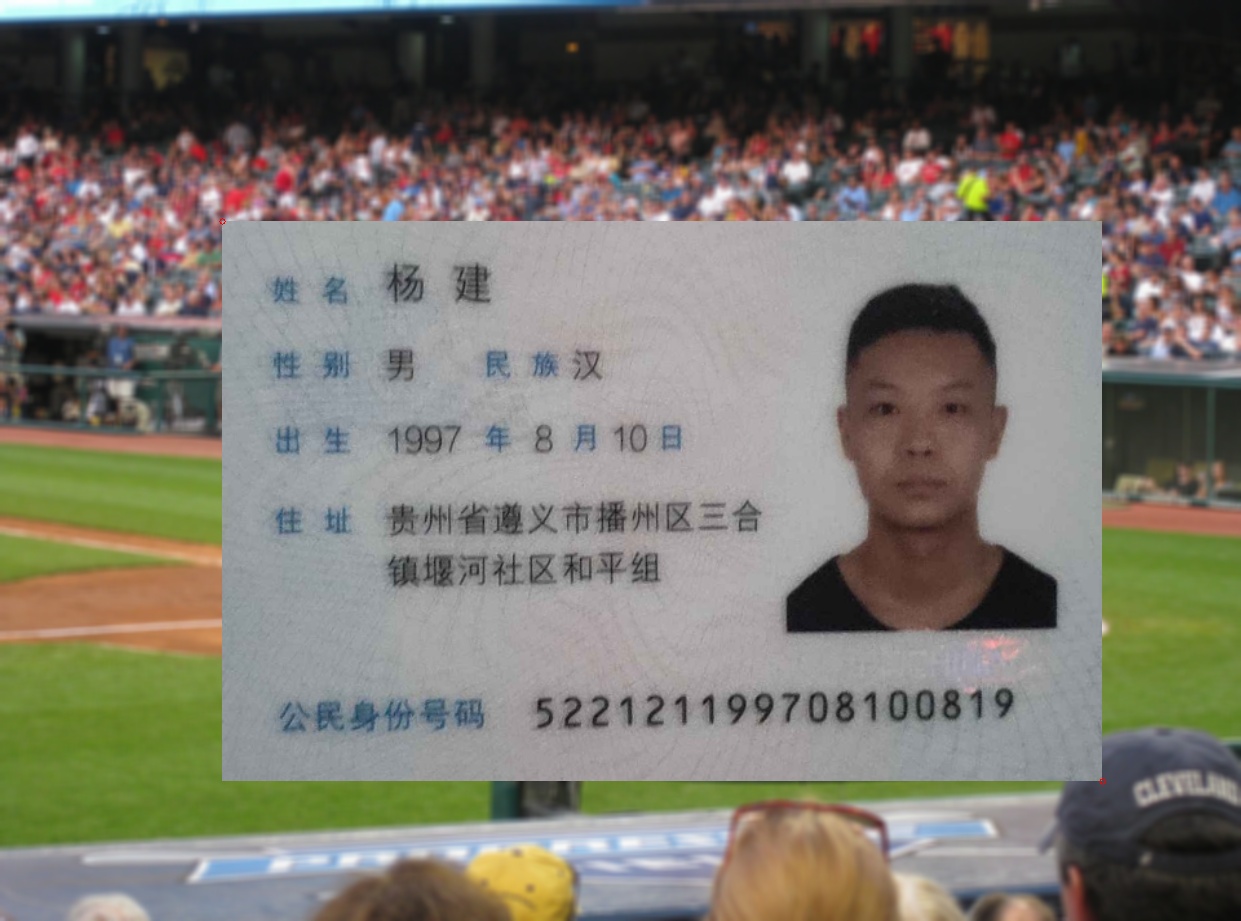 姓名 杨建
性别 男 民族 汉
出生 1997 年 8 月 10 日
住址 贵州省遵义市播州区三合
镇堰河社区和平组
公民身份号码 522121199708100819
CLEVELAND